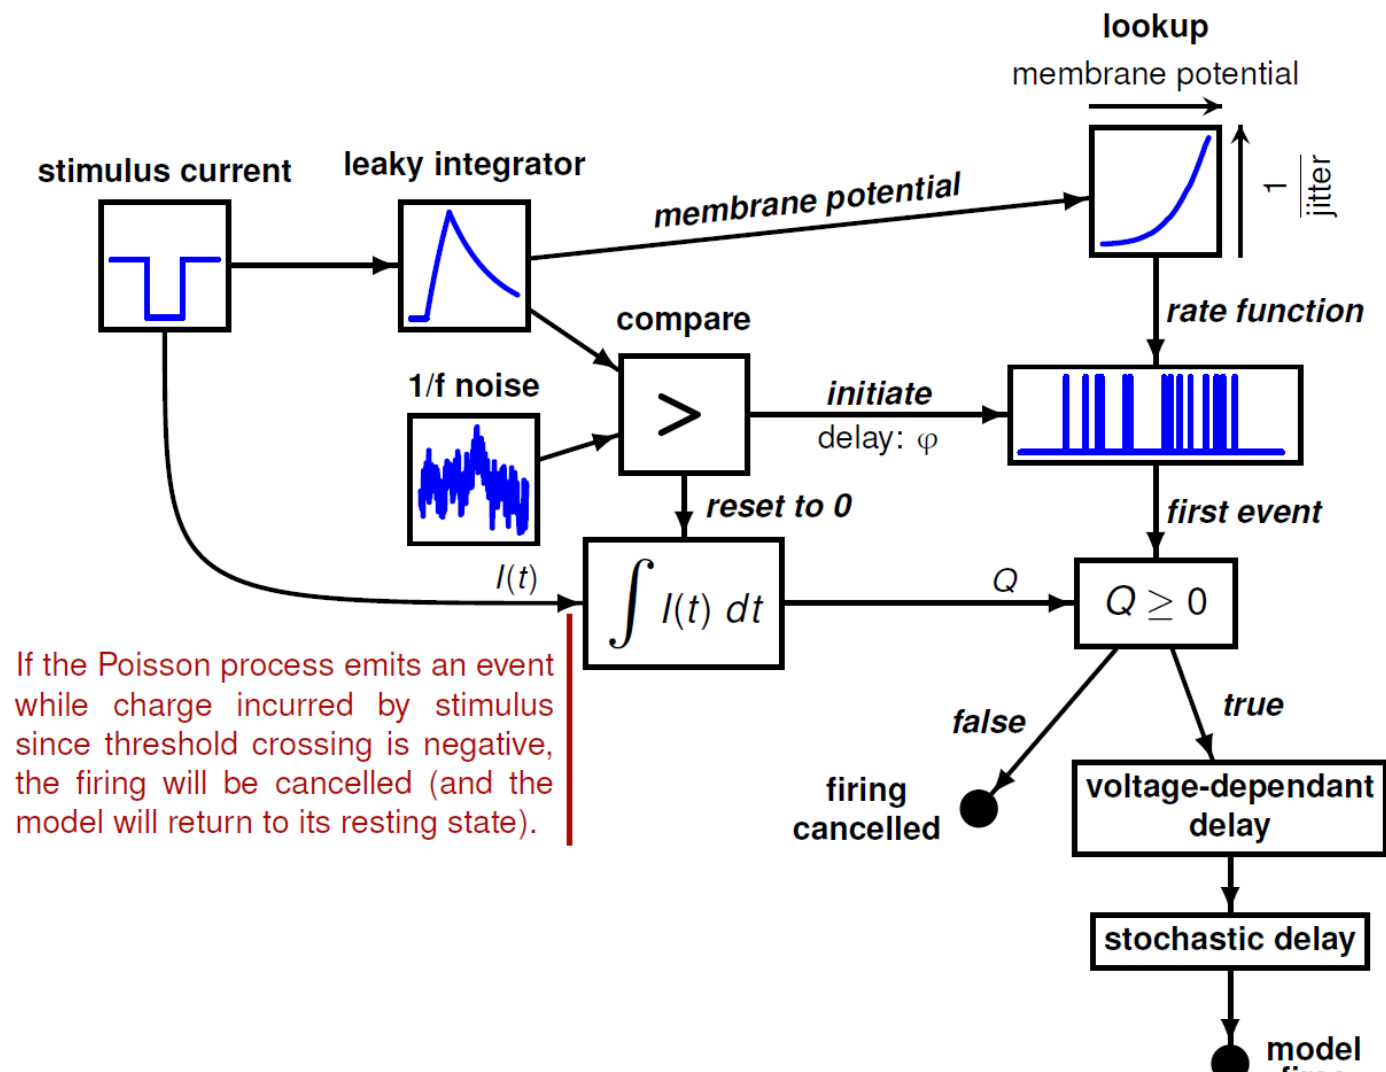 lookup
membrane potential
1
jitter
stimulus current
leaky integrator
membrane potential
rate function
compare
1/f noise
>
initiate
delay: φ
reset to 0
first event
I(t)
∫ I(t) dt
Q
Q ≥ 0
If the Poisson process emits an event
while charge incurred by stimulus
since threshold crossing is negative,
the firing will be cancelled (and the
model will return to its resting state).
false
true
firing
cancelled
voltage-dependant
delay
stochastic delay
model